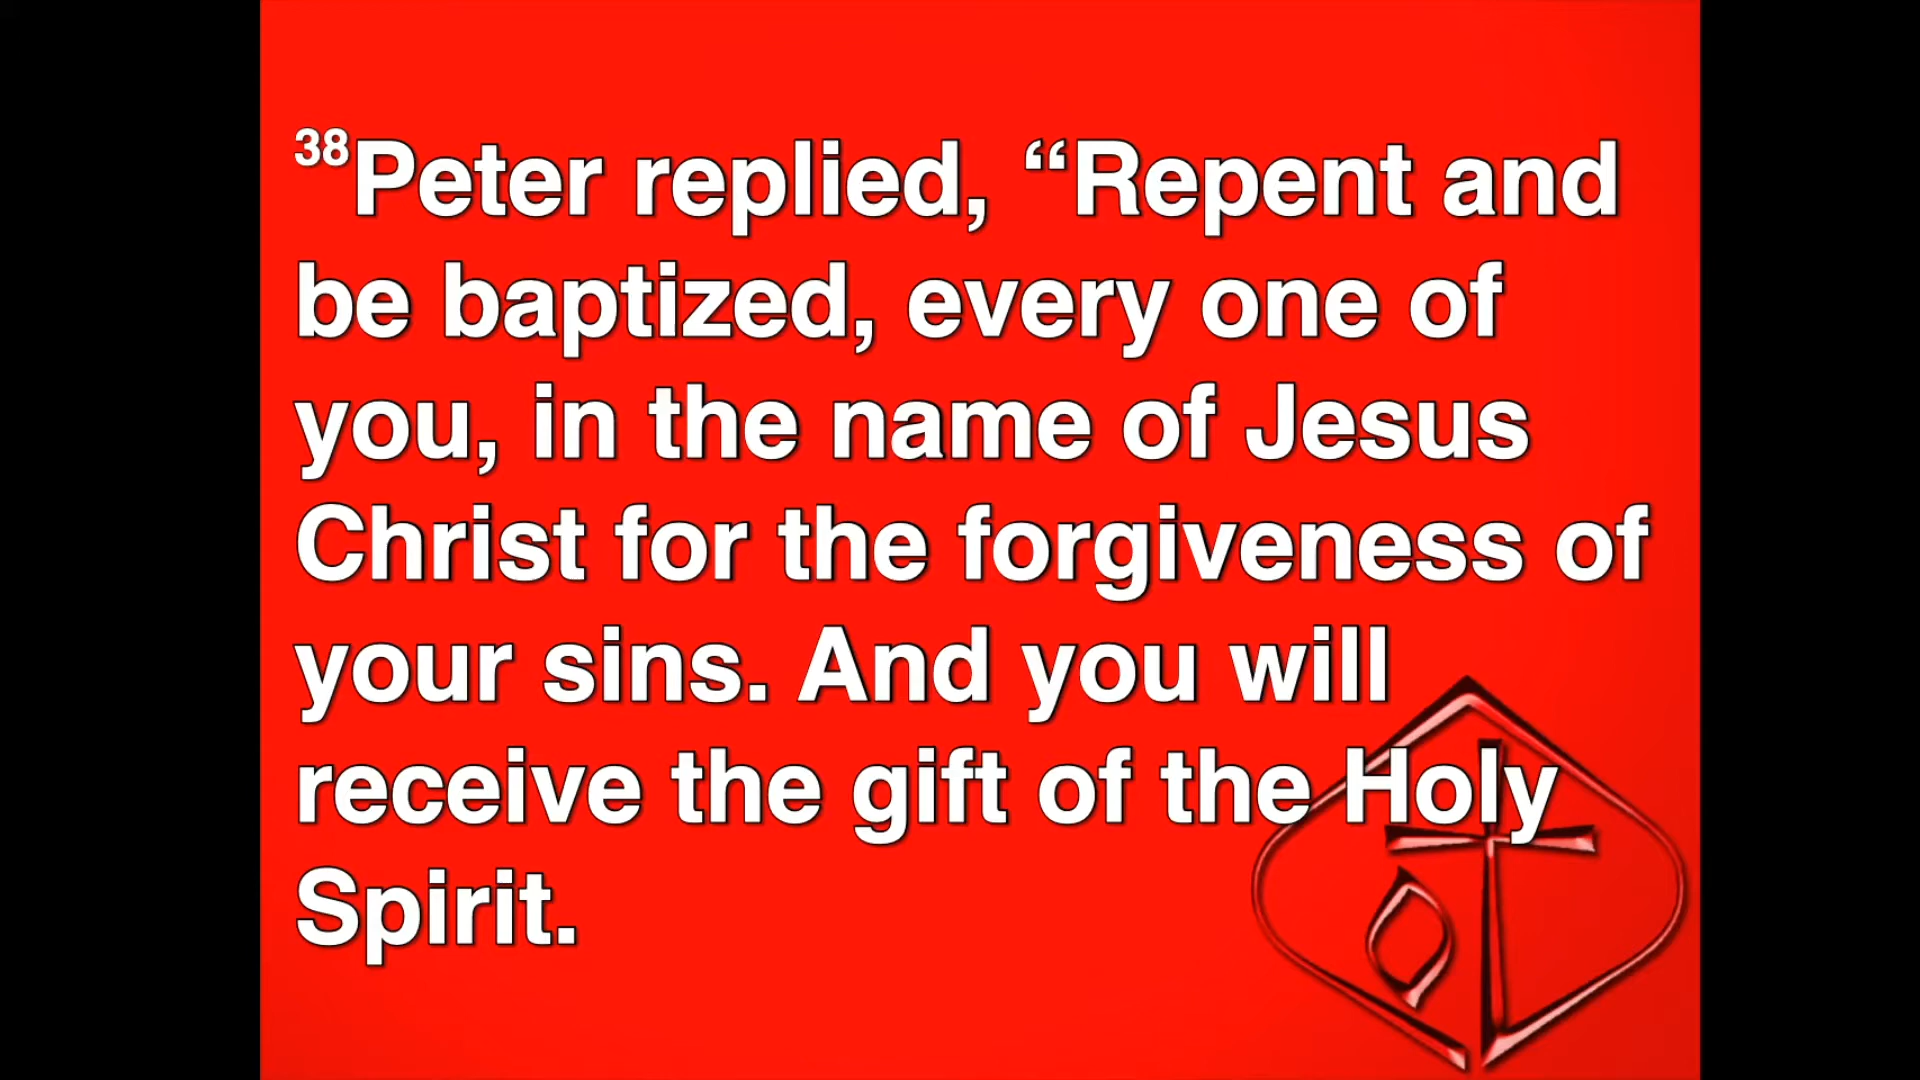 38Peter replied, “Repent and
be baptized, every one of
you, in the name of Jesus
Christ for the forgiveness of
your sins. And you will
receive the gift of the Holy
Spirit.